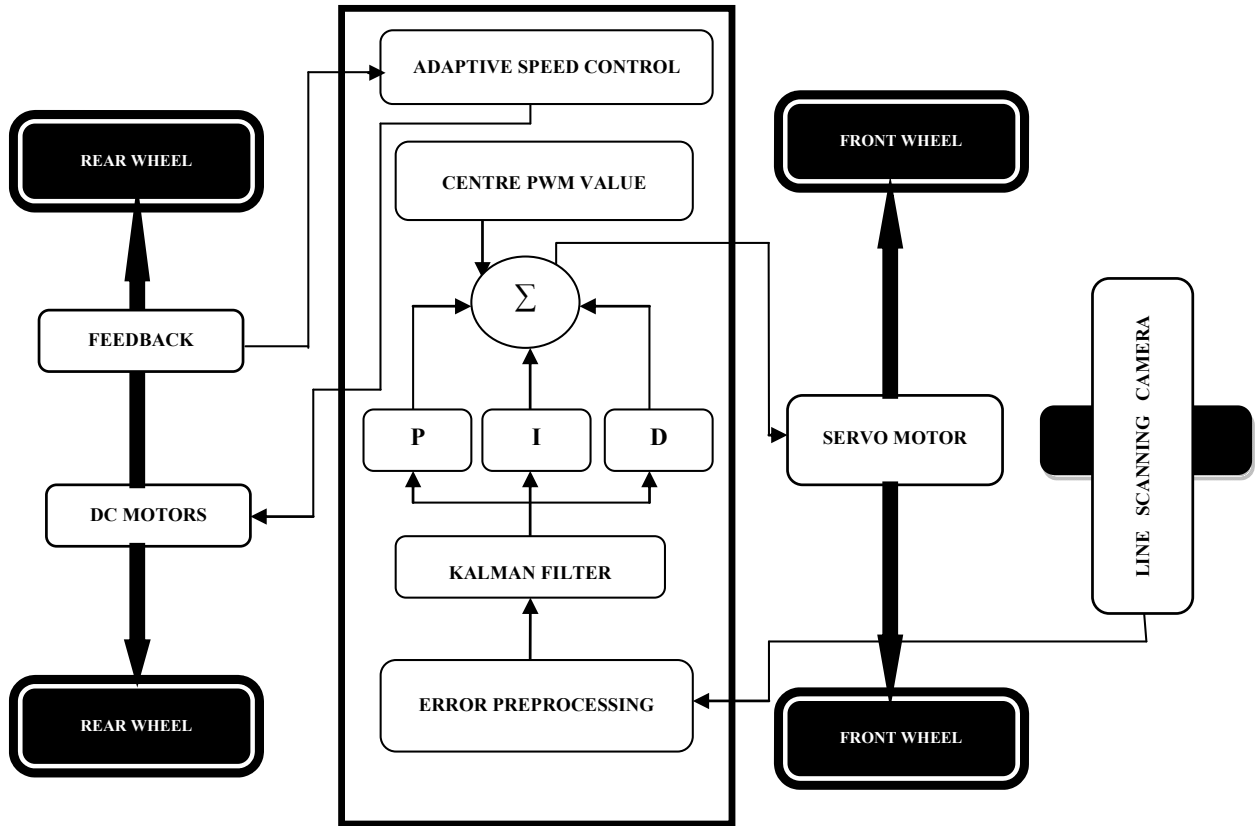 ADAPTIVE SPEED CONTROL
REAR WHEEL
FRONT WHEEL
CENTRE PWM VALUE
Σ
FEEDBACK
P
I
D
SERVO MOTOR
LINE SCANNING CAMERA
DC MOTORS
KALMAN FILTER
ERROR PREPROCESSING
REAR WHEEL
FRONT WHEEL